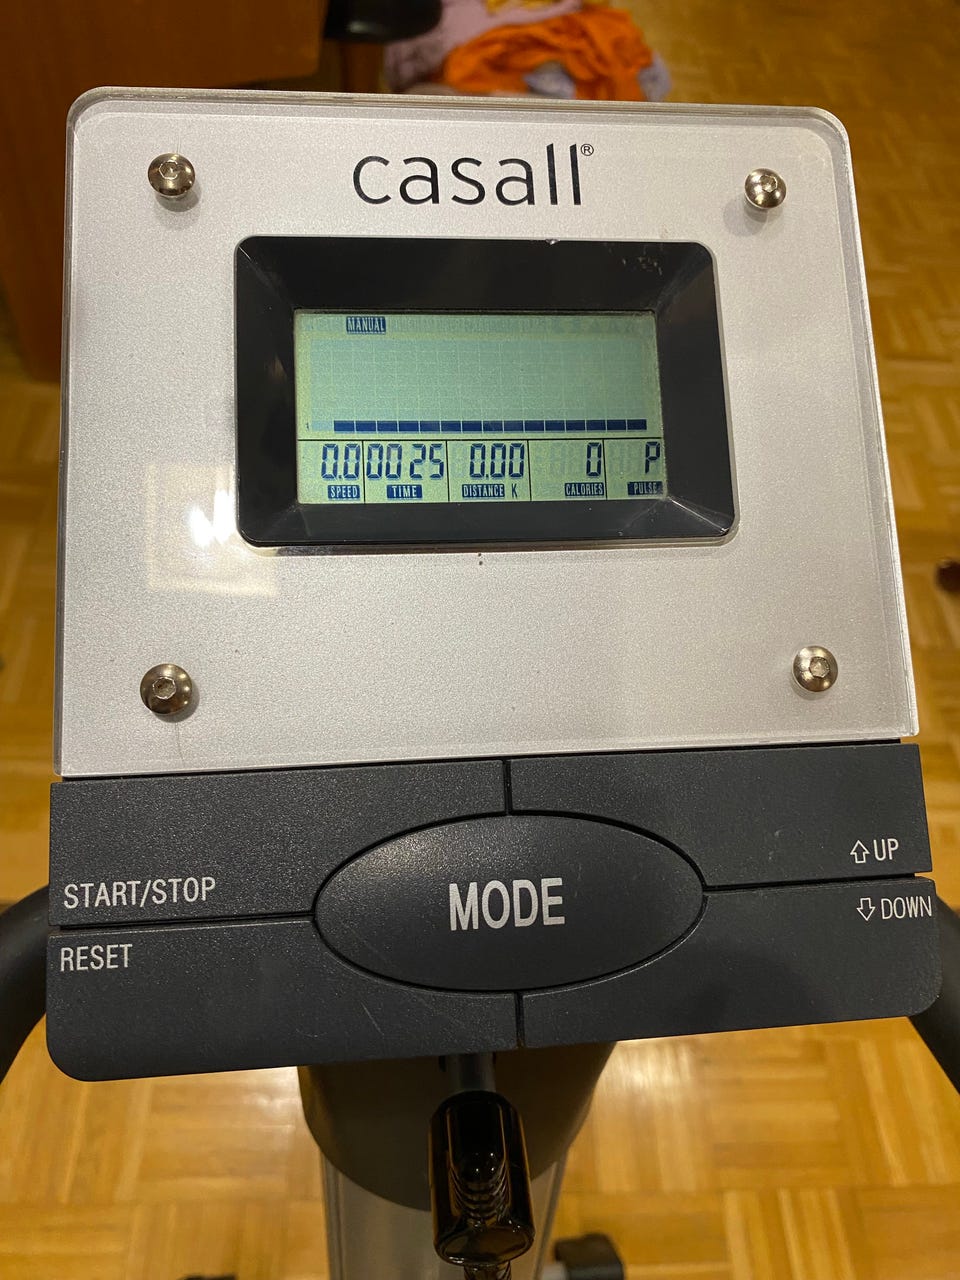 casall®
MANUAL
1
0.0 00 25 0.00 0 P
SPEED TIME DISTANCE K CALORIES PULSE
START/STOP
MODE
⇧ UP
⇩ DOWN
RESET